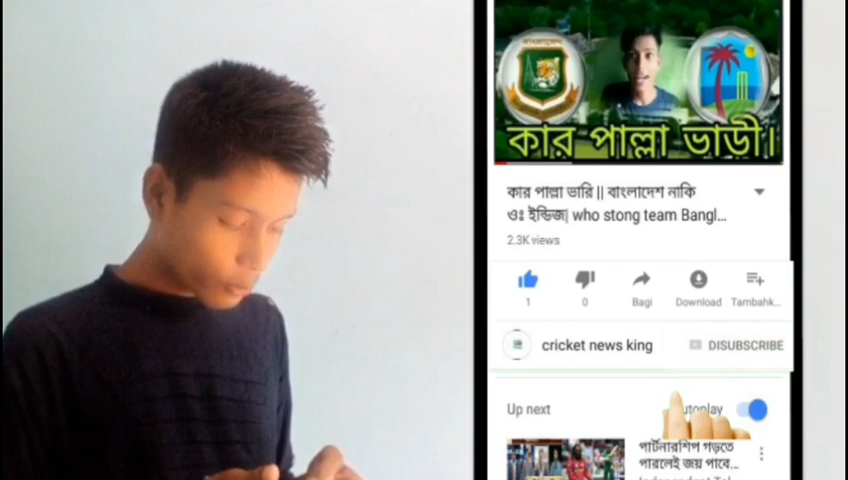 কার পাল্লা ভাড়ী।
কার পাল্লা ভারি || বাংলাদেশ নাকি
ওঃ ইন্ডিজ| who stong team Bangl...
2.3K views
1
0
Bagi
Download
Tambahk...
cricket news king
DISUBSCRIBE
Up next
utoplay
পার্টনারশিপ গড়তে
পারলেই জয় পাবে...